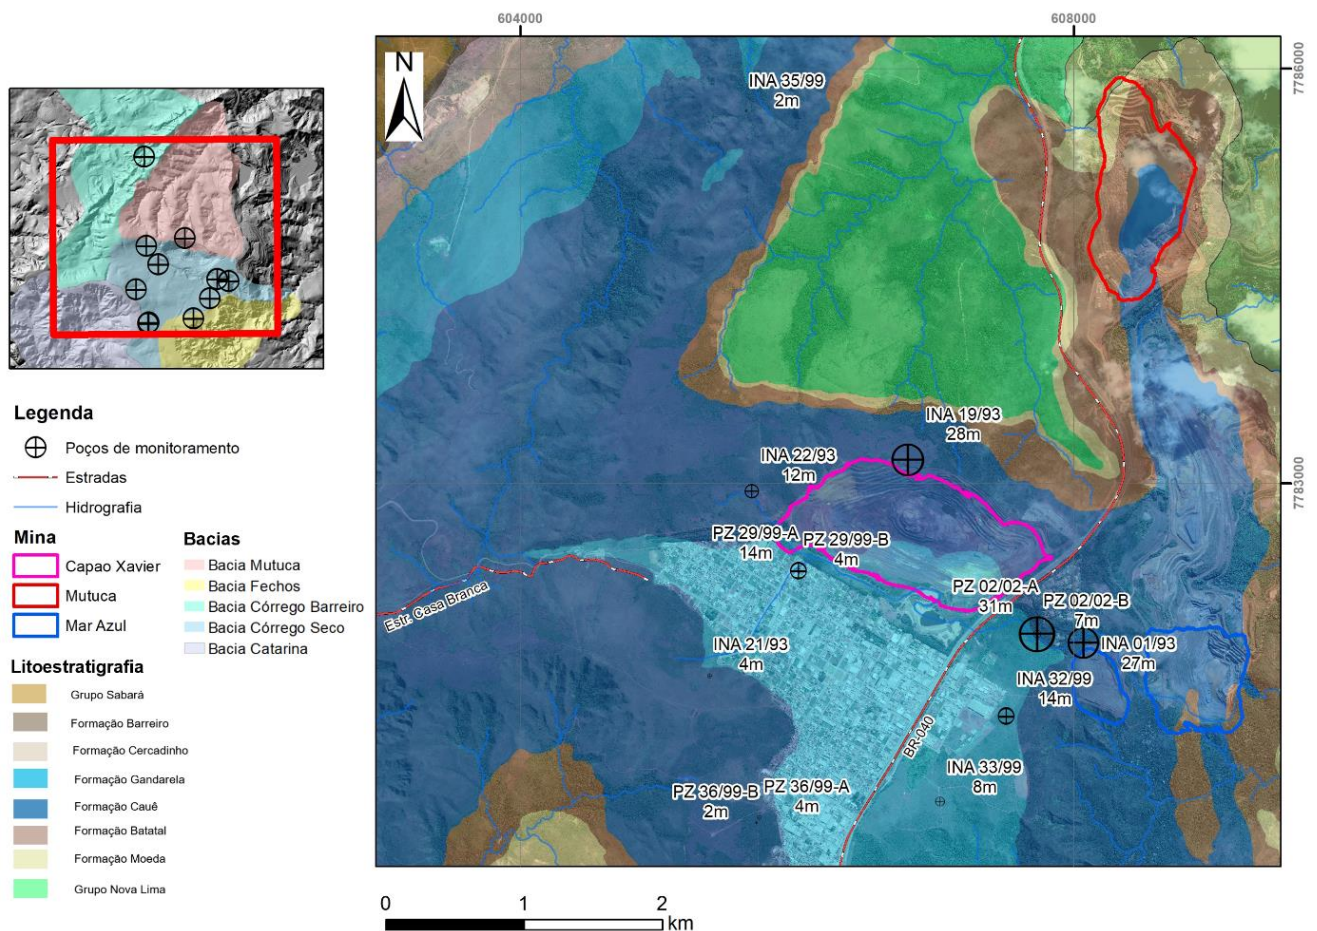 604000
608000
7786000
7783000
N
INA 35/99
2m
INA 19/93
28m
INA 22/93
12m
PZ 29/99-A
14m
PZ 29/99-B
4m
PZ 02/02-A
31m
PZ 02/02-B
7m
INA 01/93
27m
INA 21/93
4m
INA 32/99
14m
INA 33/99
8m
PZ 36/99-B
2m
PZ 36/99-A
4m
Estr. Casa Branca
BR-040
Legenda
Poços de monitoramento
Estradas
Hidrografia
Mina
Capao Xavier
Mutuca
Mar Azul
Bacias
Bacia Mutuca
Bacia Fechos
Bacia Córrego Barreiro
Bacia Córrego Seco
Bacia Catarina
Litoestratigrafia
Grupo Sabará
Formação Barreiro
Formação Cercadinho
Formação Gandarela
Formação Cauê
Formação Batatal
Formação Moeda
Grupo Nova Lima
0 1 2
km